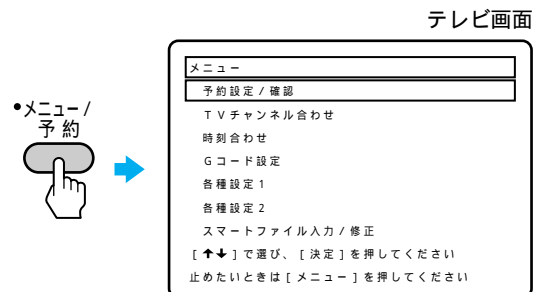 テレビ画面
•メニュー /
予 約
メニュー
予約設定 / 確認
TVチャンネル合わせ
時刻合わせ
Gコード設定
各種設定1
各種設定2
スマートファイル入力 / 修正
[↑↓]で選び、[決定]を押してください
止めたいときは[メニュー]を押してください